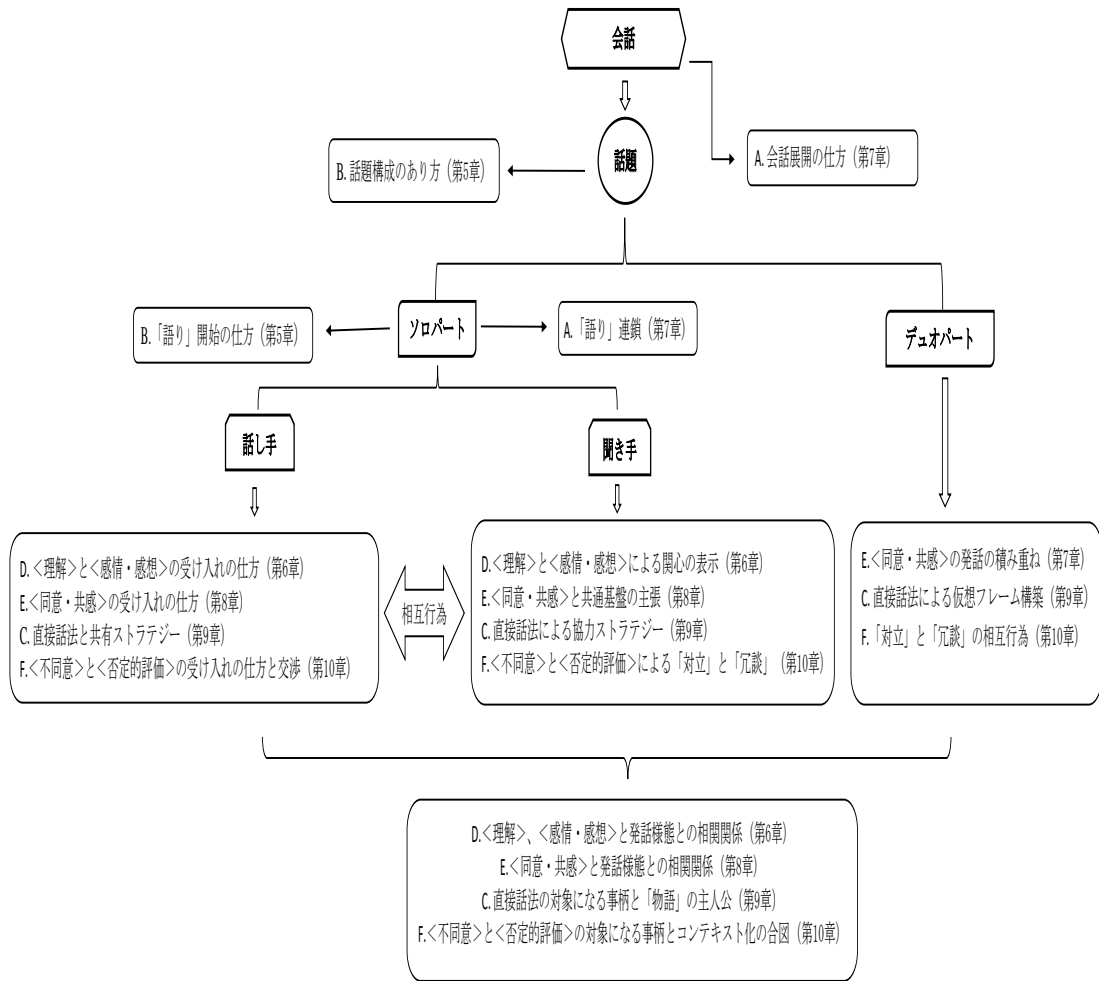 会話
話題
A. 会話展開の仕方（第7章）
B. 話題構成のあり方（第5章）
B.「語り」開始の仕方（第5章）
ソロパート
A.「語り」連鎖（第7章）
デュオパート
話し手
聞き手
D.＜理解＞と＜感情・感想＞の受け入れの仕方（第6章）
E.＜同意・共感＞の受け入れの仕方（第8章）
C. 直接話法と共有ストラテジー（第9章）
F.＜不同意＞と＜否定的評価＞の受け入れの仕方と交渉（第10章）
相互行為
D.＜理解＞と＜感情・感想＞による関心の表示（第6章）
E.＜同意・共感＞と共通基盤の主張（第8章）
C. 直接話法による協力ストラテジー（第9章）
F.＜不同意＞と＜否定的評価＞による「対立」と「冗談」（第10章）
E.＜同意・共感＞の発話の積み重ね（第7章）
C. 直接話法による仮想フレーム構築（第9章）
F.「対立」と「冗談」の相互行為（第10章）
D.＜理解＞、＜感情・感想＞と発話様態との相関関係（第6章）
E.＜同意・共感＞と発話様態との相関関係（第8章）
C. 直接話法の対象になる事柄と「物語」の主人公（第9章）
F.＜不同意＞と＜否定的評価＞の対象になる事柄とコンテキスト化の合図（第10章）